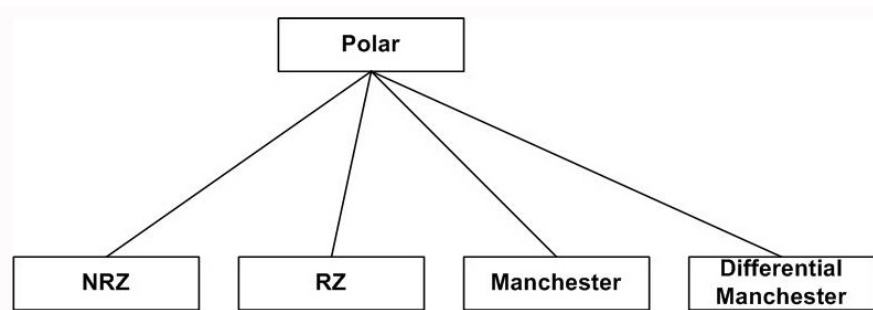 Polar
NRZ
RZ
Manchester
Differential
Manchester